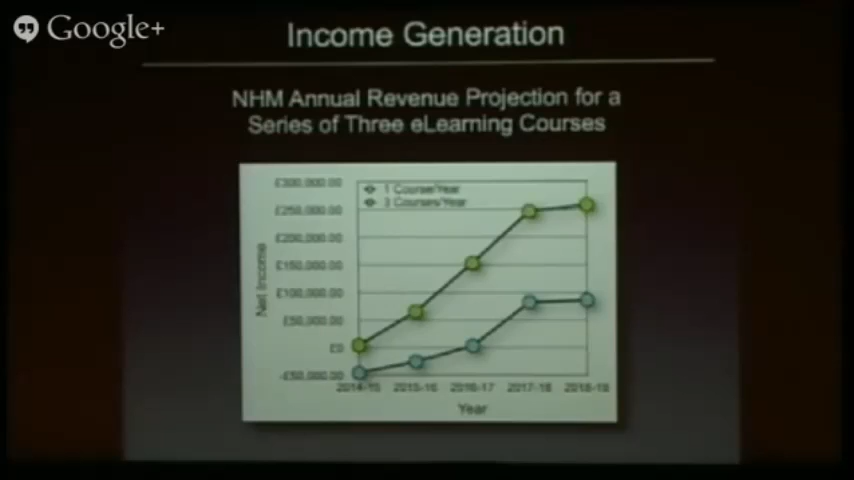 Google+
Income Generation
NHM Annual Revenue Projection for a
Series of Three eLearning Courses
£300,000.00
1 Course/Year
3 Courses/Year
£250,000.00
£200,000.00
£150,000.00
£100,000.00
£50,000.00
£0
-£50,000.00
Net Income
2014-15 2015-16 2016-17 2017-18 2018-19
Year